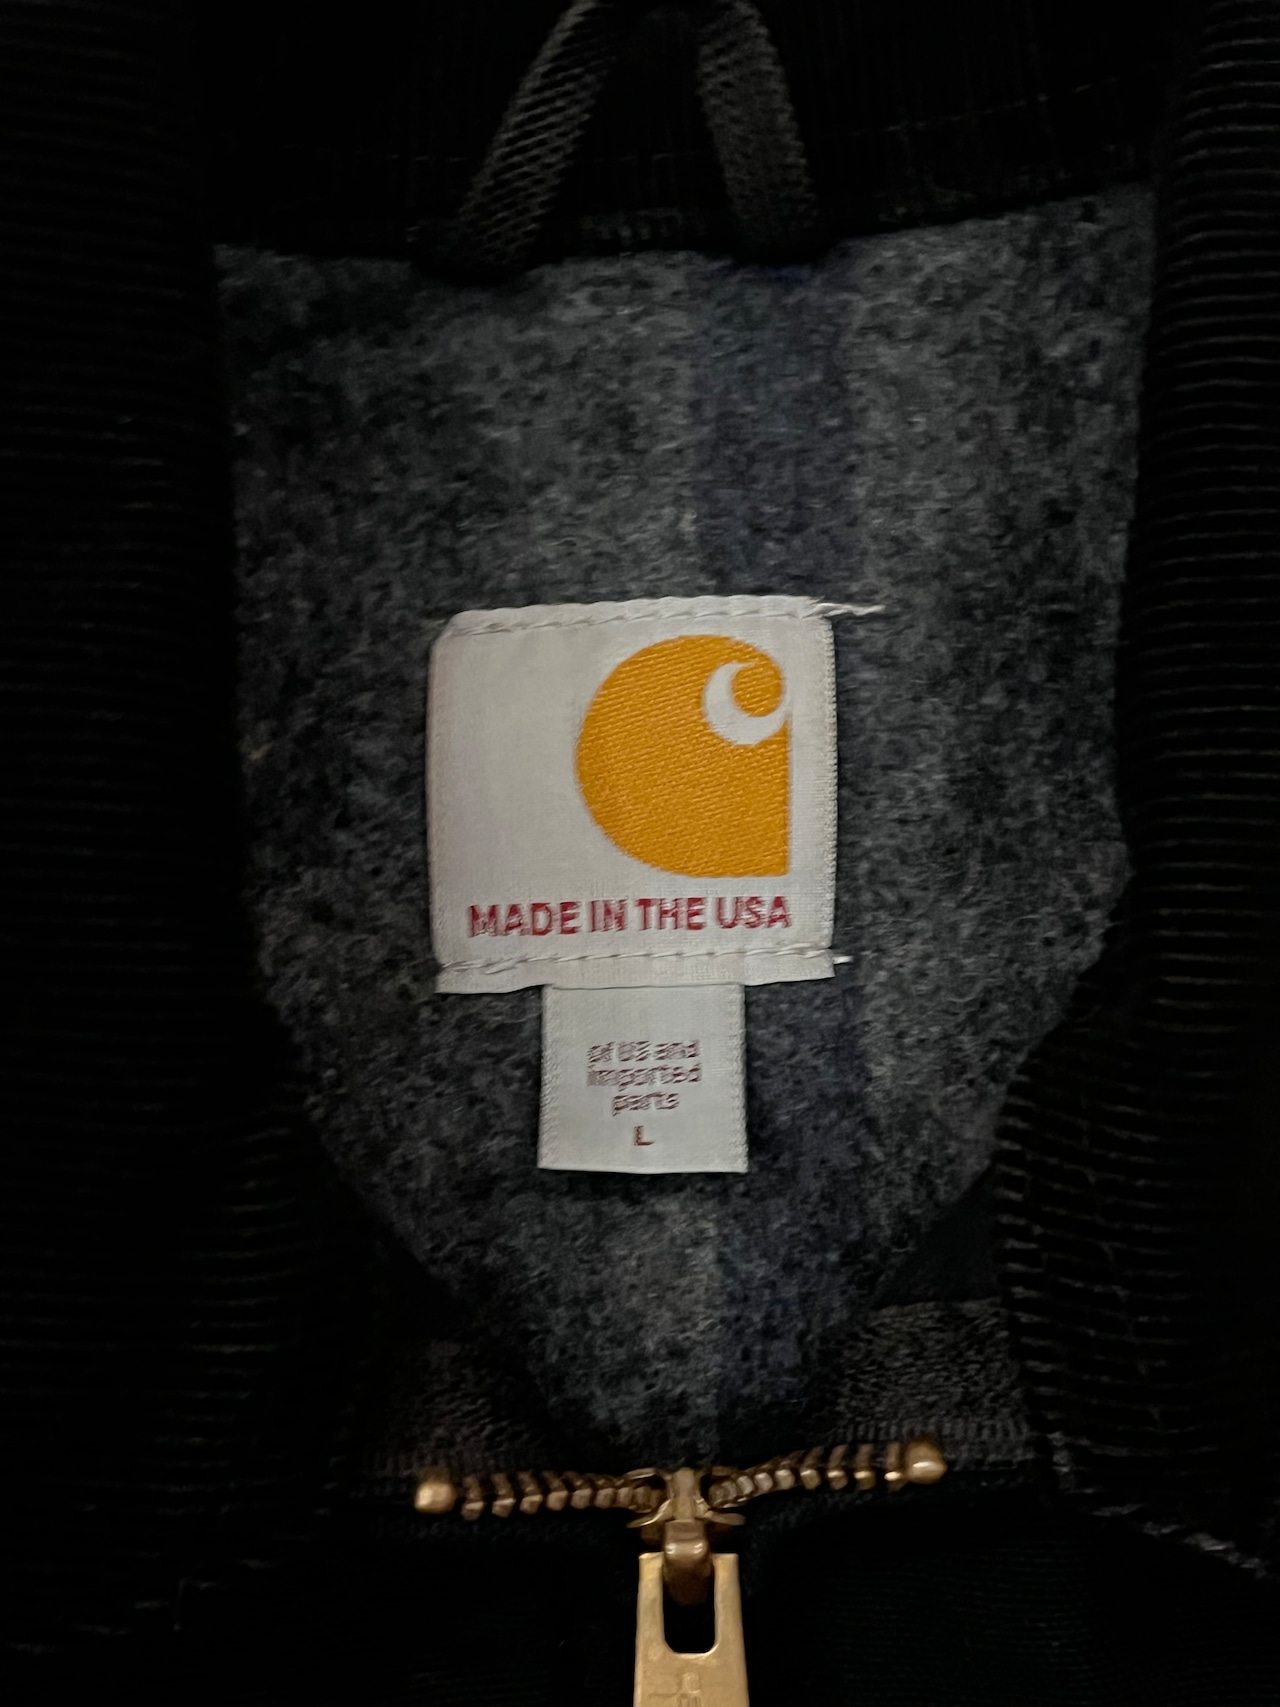 MADE IN THE USA
of US and
imported
parts
L